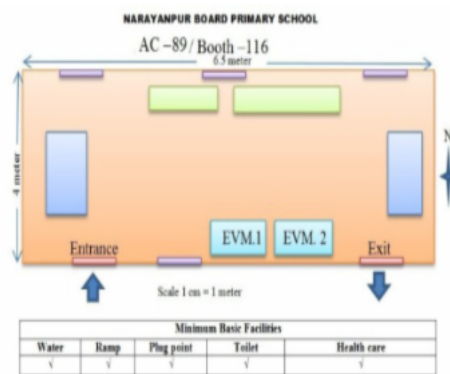 NARAYANPUR BOARD PRIMARY SCHOOL
AC –89/ Booth –116
6.5 meter
4 meter
N
EVM.1 EVM. 2
Entrance Exit
Scale 1 cm = 1 meter
Minimum Basic Facilities
Water Ramp Plug point Toilet Health care
√ √ √ √ √